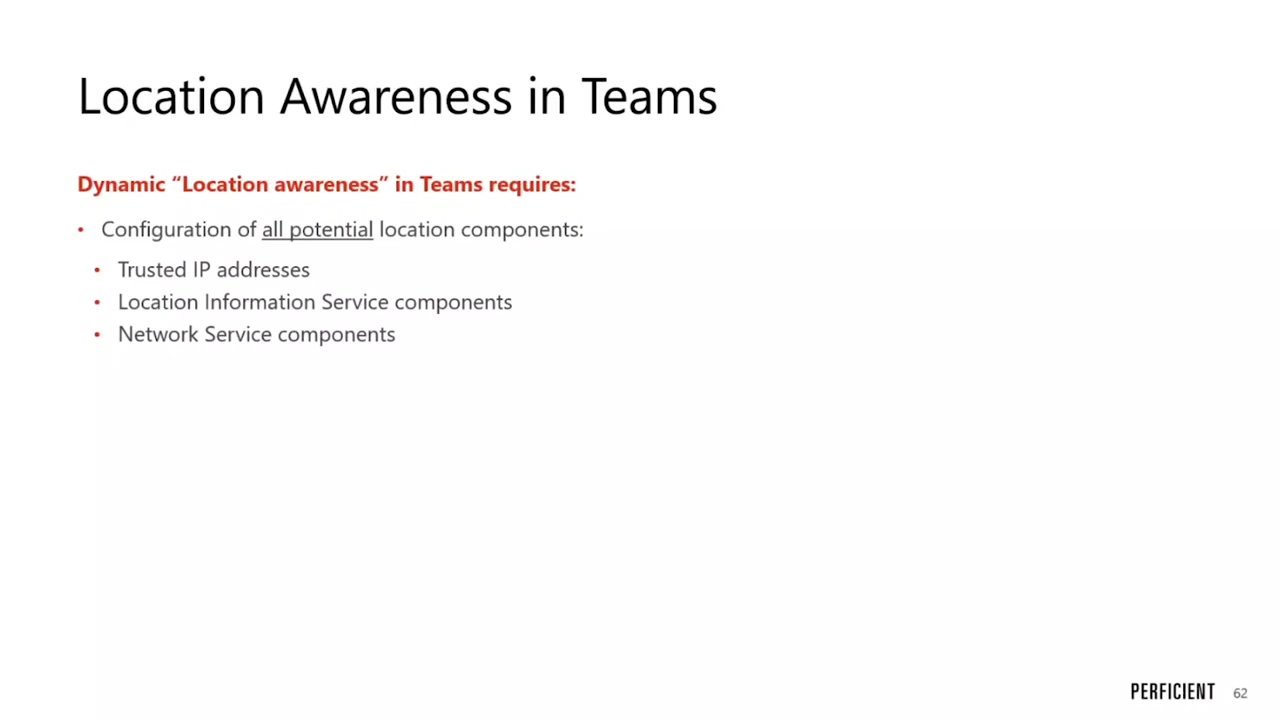 Location Awareness in Teams
Dynamic “Location awareness” in Teams requires:
• Configuration of all potential location components:
• Trusted IP addresses
• Location Information Service components
• Network Service components
PERFICIENT 62